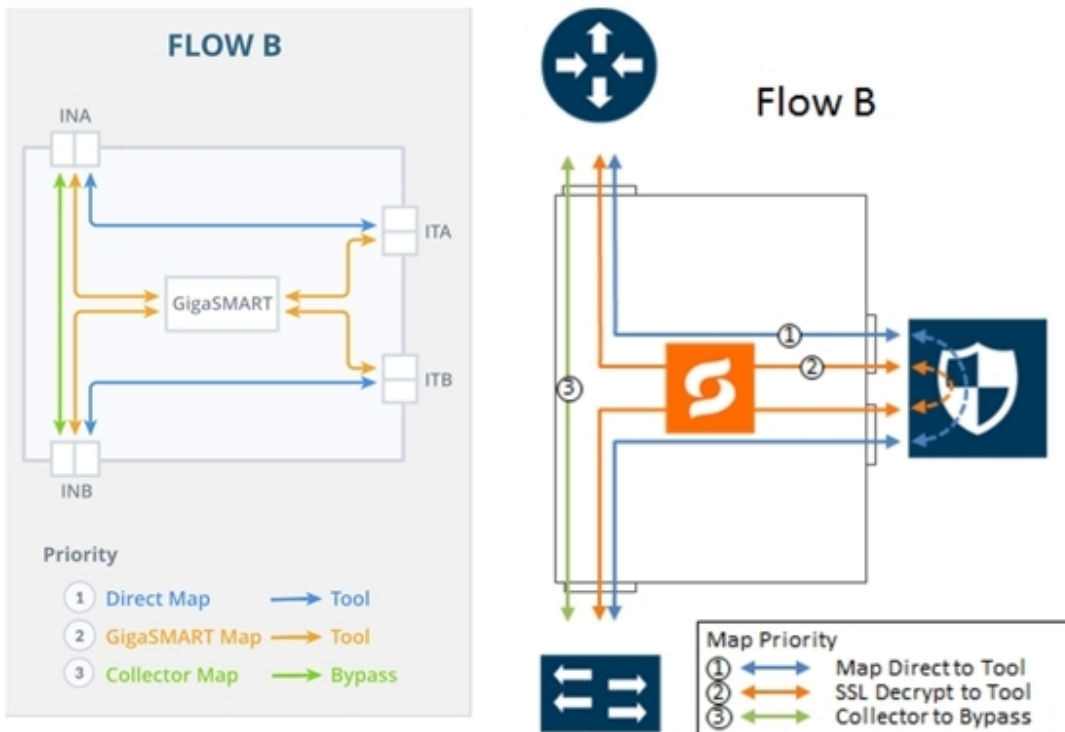 FLOW B
INA
ITA
GigaSMART
ITB
INB
Priority
1 Direct Map Tool
2 GigaSMART Map Tool
3 Collector Map Bypass
Flow B
1
2
3
Map Priority
1 Map Direct to Tool
2 SSL Decrypt to Tool
3 Collector to Bypass